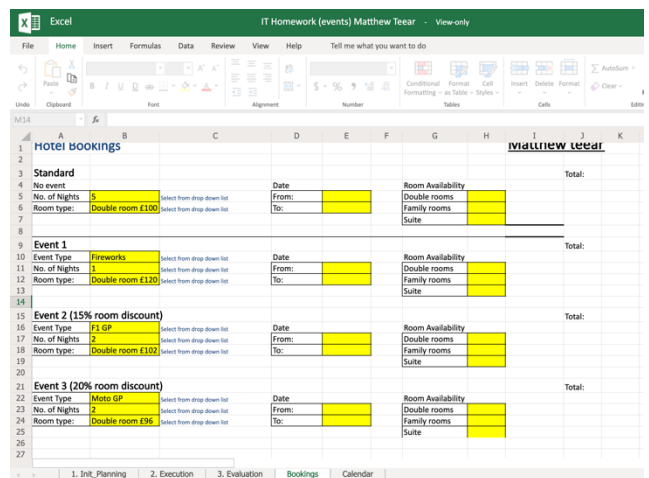 Excel IT Homework (events) Matthew Teear - View-only
File Home Insert Formulas Data Review View Help Tell me what you want to do
Paste Conditional Format Cell Insert Delete Format AutoSum
Formatting as Table Styles Clear
Undo Clipboard Font Alignment Number Tables Cells
M14 fx
A B C D E F G H I J K
1 Hotel Bookings Matthew teear
2
3 Standard Total:
4 No event Date Room Availability
5 No. of Nights 5 Select from drop down list From: Double rooms
6 Room type: Double room £100 Select from drop down list To: Family rooms
7 Suite
8
9 Event 1 Total:
10 Event Type Fireworks Select from drop down list Date Room Availability
11 No. of Nights 1 Select from drop down list From: Double rooms
12 Room type: Double room £120 Select from drop down list To: Family rooms
13 Suite
14
15 Event 2 (15% room discount) Total:
16 Event Type F1 GP Select from drop down list Date Room Availability
17 No. of Nights 2 Select from drop down list From: Double rooms
18 Room type: Double room £102 Select from drop down list To: Family rooms
19 Suite
20
21 Event 3 (20% room discount) Total:
22 Event Type Moto GP Select from drop down list Date Room Availability
23 No. of Nights 2 Select from drop down list From: Double rooms
24 Room type: Double room £96 Select from drop down list To: Family rooms
25 Suite
26
27
1. Init_Planning 2. Execution 3. Evaluation Bookings Calendar